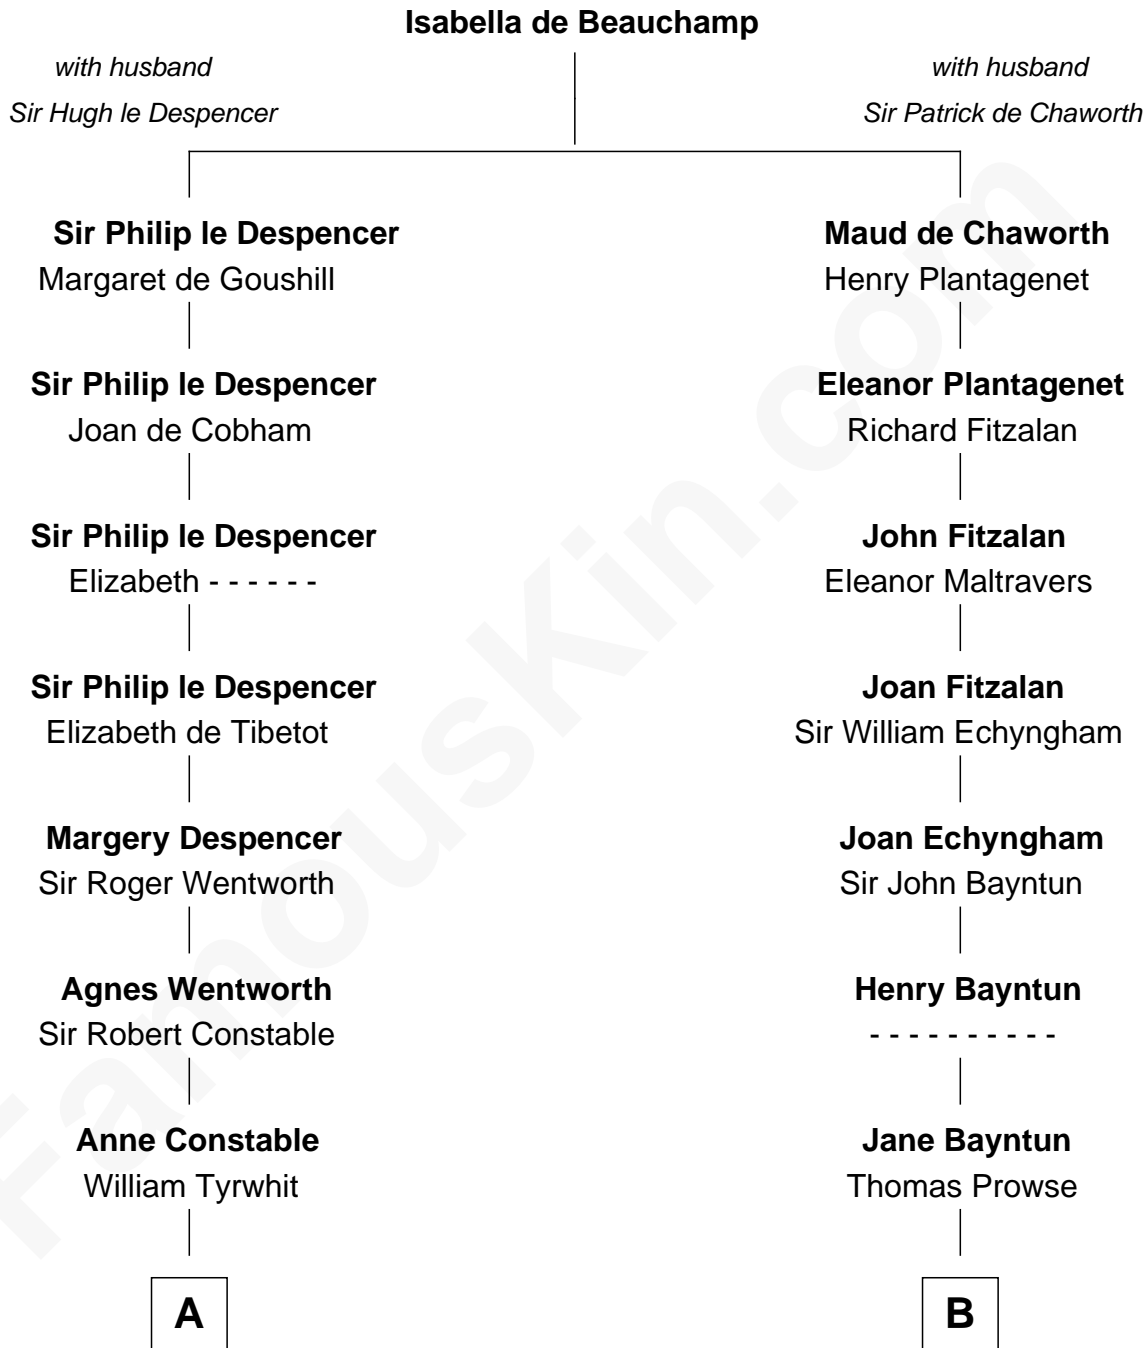 Isabella de Beauchamp
with husband
Sir Hugh le Despencer
with husband
Sir Patrick de Chaworth
Sir Philip le Despencer
Margaret de Goushill
Maud de Chaworth
Henry Plantagenet
Sir Philip le Despencer
Joan de Cobham
Eleanor Plantagenet
Richard Fitzalan
Sir Philip le Despencer
Elizabeth - - - - - -
John Fitzalan
Eleanor Maltravers
Sir Philip le Despencer
Elizabeth de Tibetot
Joan Fitzalan
Sir William Echyngham
Margery Despencer
Sir Roger Wentworth
Joan Echyngham
Sir John Bayntun
Agnes Wentworth
Sir Robert Constable
Henry Bayntun
- - - - - - - - - -
Anne Constable
William Tyrwhit
Jane Bayntun
Thomas Prowse
A
B
FamousKin.com